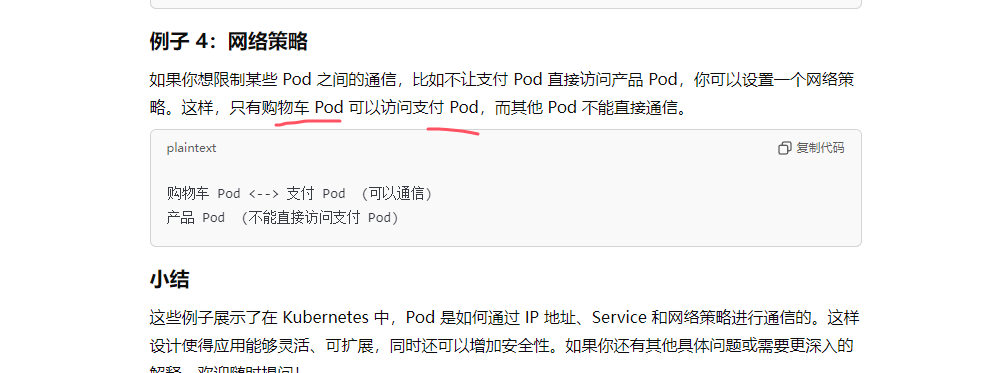 例子 4：网络策略
如果你想限制某些 Pod 之间的通信，比如不让支付 Pod 直接访问产品 Pod，你可以设置一个网络策
略。这样，只有购物车 Pod 可以访问支付 Pod，而其他 Pod 不能直接通信。
plaintext 复制代码
购物车 Pod <--> 支付 Pod （可以通信）
产品 Pod （不能直接访问支付 Pod）
小结
这些例子展示了在 Kubernetes 中，Pod 是如何通过 IP 地址、Service 和网络策略进行通信的。这样
设计使得应用能够灵活、可扩展，同时还可以增加安全性。如果你还有其他具体问题或需要更深入的
解释，欢迎随时提问！